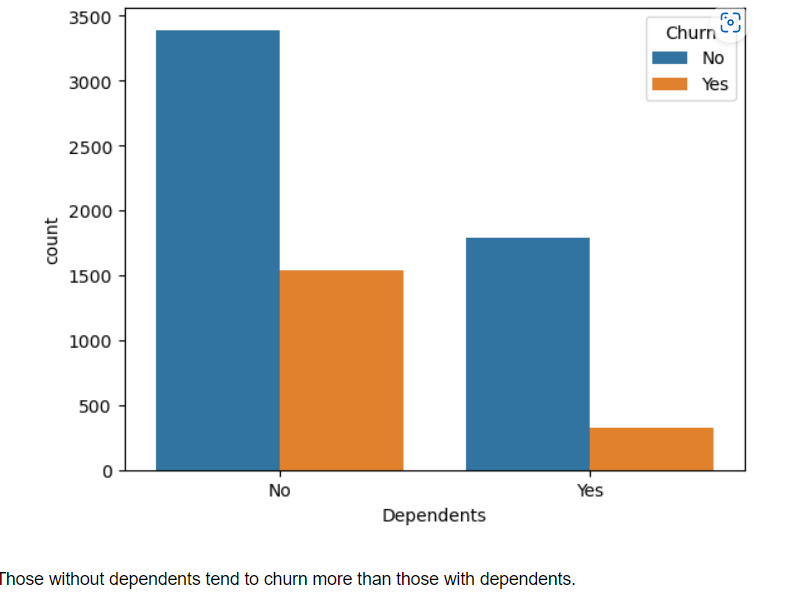 3500
3000
2500
2000
1500
1000
500
0
count
Churn
No
Yes
No
Yes
Dependents
Those without dependents tend to churn more than those with dependents.